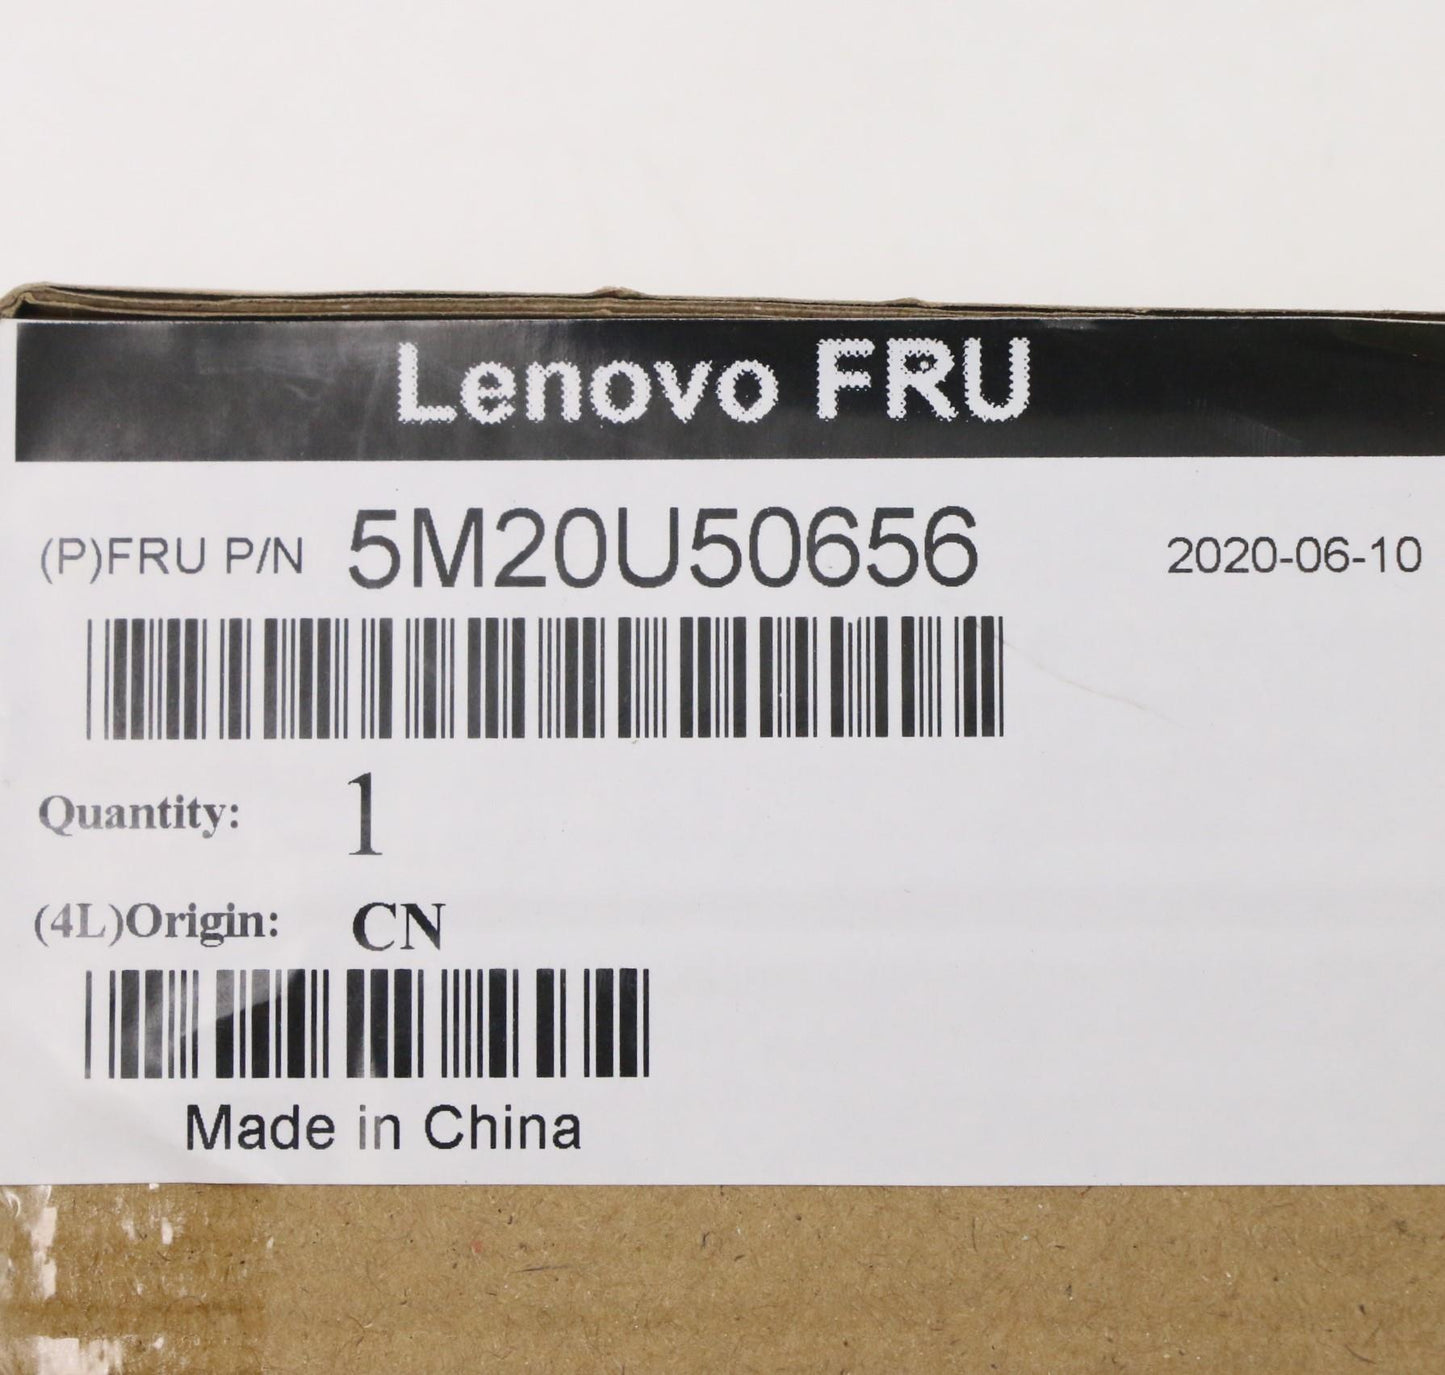 Lenovo FRU
(P)FRU P/N 5M20U50656 2020-06-10
Quantity: 1
(4L)Origin: CN
Made in China